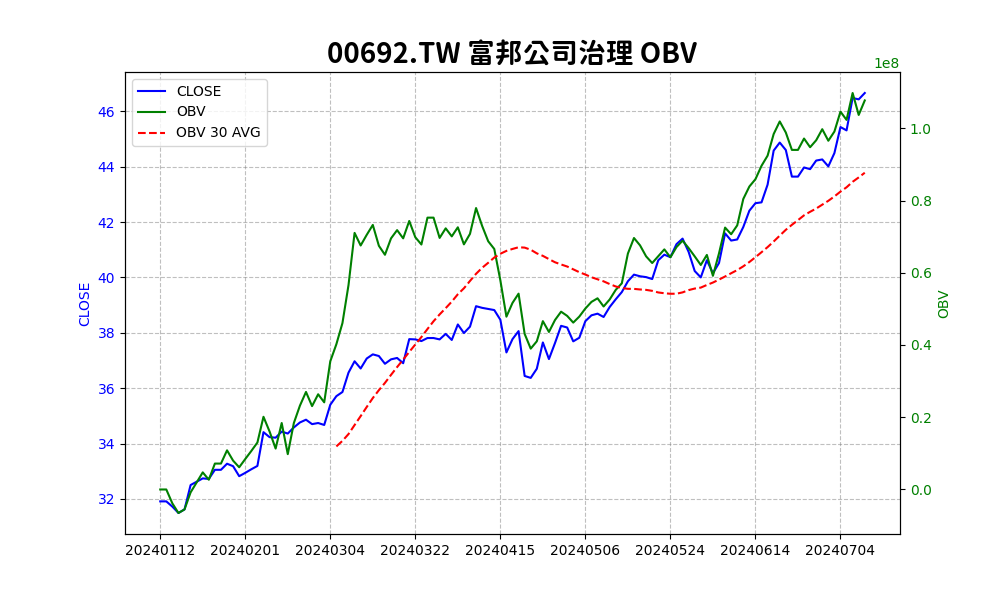 00692.TW 富邦公司治理 OBV
1e8
CLOSE
OBV
OBV 30 AVG
46
44
42
40
38
36
34
32
CLOSE
1.0
0.8
0.6
0.4
0.2
0.0
OBV
20240112 20240201 20240304 20240322 20240415 20240506 20240524 20240614 20240704